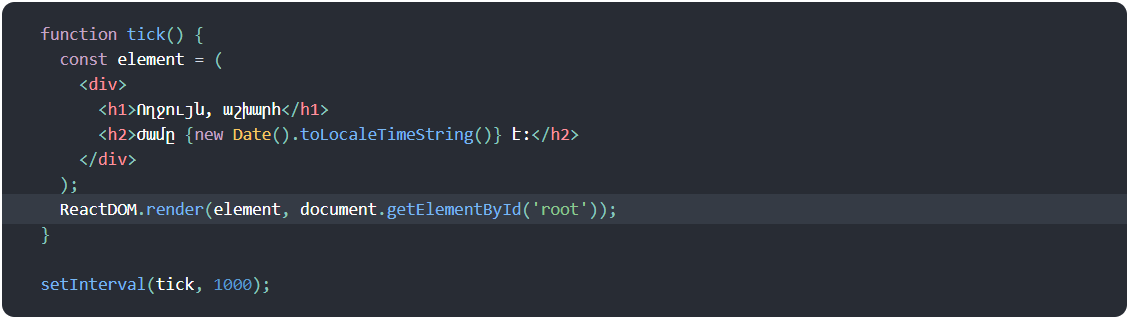 function tick() {
  const element = (
    <div>
      <h1>Ողջույն, աշխարհ</h1>
      <h2>Ժամը {new Date().toLocaleTimeString()} է:</h2>
    </div>
  );
  ReactDOM.render(element, document.getElementById('root'));
}
setInterval(tick, 1000);